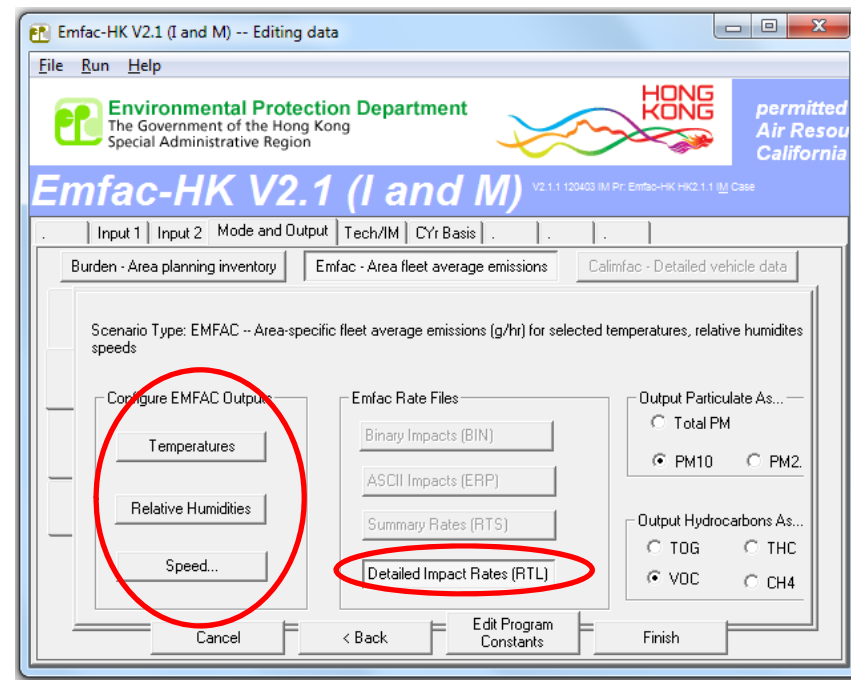 Emfac-HK V2.1 (I and M) -- Editing data
File Run Help
Environmental Protection Department
The Government of the Hong Kong
Special Administrative Region
HONG
KONG
permitted
Air Resou
California
Emfac-HK V2.1 (I and M)
V2.1.1 120403 IM Pr: Emfac-HK HK2.1.1 IM Case
. Input 1 Input 2 Mode and Output Tech/IM CYr Basis . . .
Burden - Area planning inventory Emfac - Area fleet average emissions Calimfac - Detailed vehicle data
Scenario Type: EMFAC -- Area-specific fleet average emissions (g/hr) for selected temperatures, relative humidites
speeds
Configure EMFAC Outputs
Temperatures
Relative Humidities
Speed...
Emfac Rate Files
Binary Impacts (BIN)
ASCII Impacts (ERP)
Summary Rates (RTS)
Detailed Impact Rates (RTL)
Output Particulate As...
Total PM
PM10 PM2.
Output Hydrocarbons As...
TOG THC
VOC CH4
Cancel < Back Edit Program
Constants Finish